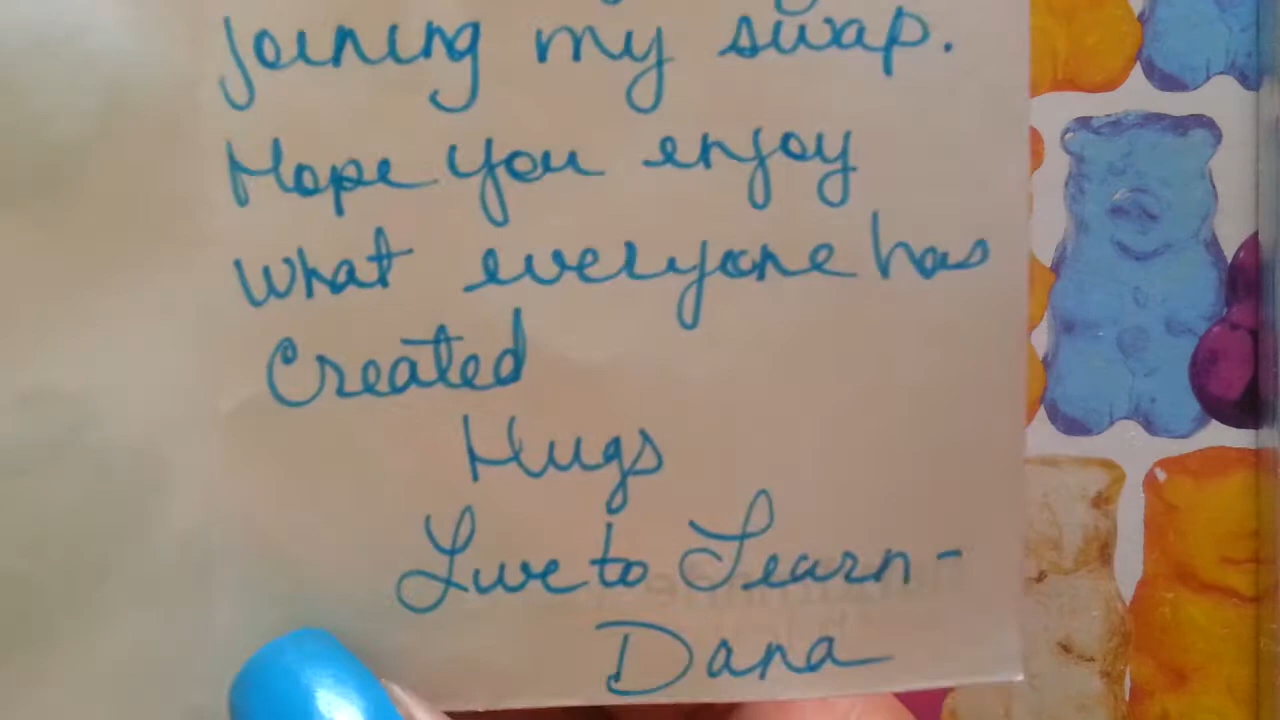 joining my swap.
Hope you enjoy
what everyone has
Created
Hugs
Live to Learn-
Dana